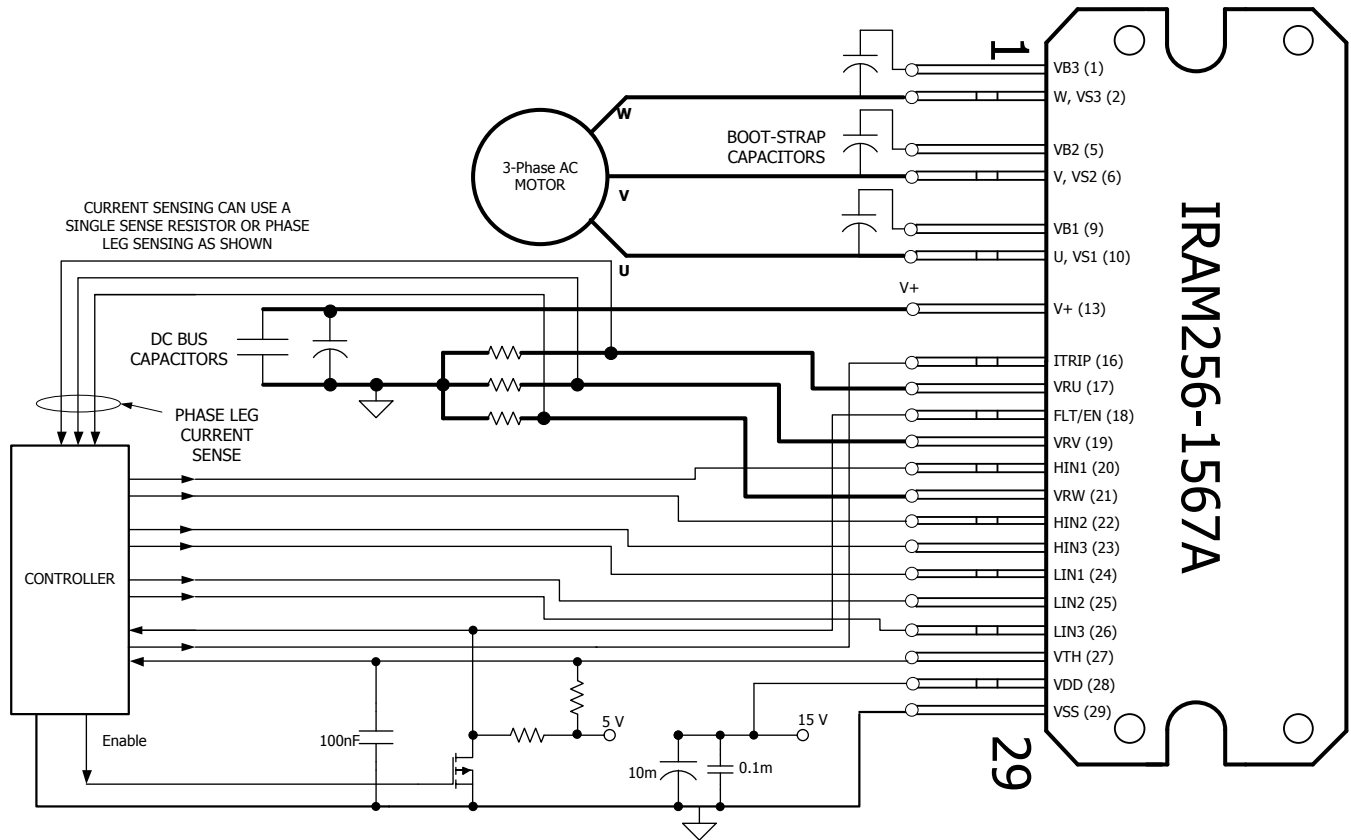 1
VB3 (1)
W, VS3 (2)
W
BOOT-STRAP
CAPACITORS
VB2 (5)
3-Phase AC
MOTOR
V, VS2 (6)
V
CURRENT SENSING CAN USE A
SINGLE SENSE RESISTOR OR PHASE
LEG SENSING AS SHOWN
VB1 (9)
U, VS1 (10)
U
V+
V+ (13)
DC BUS
CAPACITORS
ITRIP (16)
VRU (17)
PHASE LEG
CURRENT
SENSE
FLT/EN (18)
VRV (19)
HIN1 (20)
VRW (21)
HIN2 (22)
HIN3 (23)
CONTROLLER
LIN1 (24)
LIN2 (25)
LIN3 (26)
VTH (27)
VDD (28)
VSS (29)
IRAM256-1567A
5 V
15 V
Enable
100nF
10m
0.1m
29